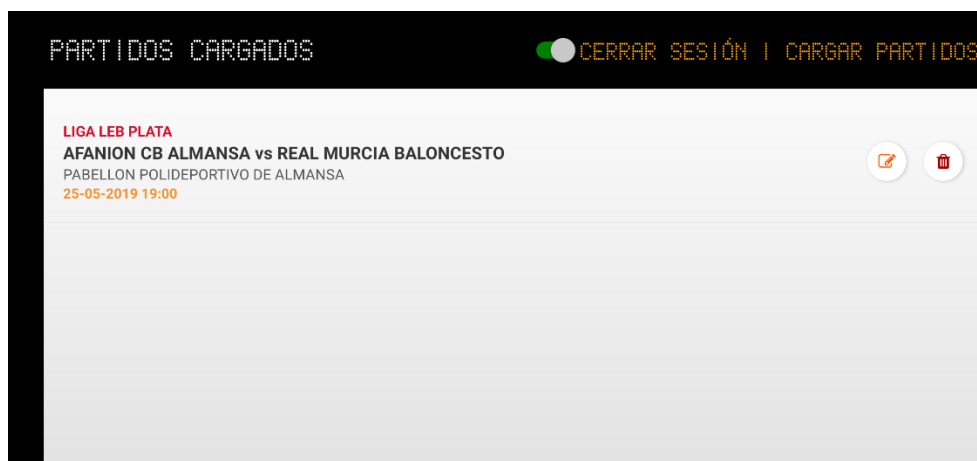 PARTIDOS CARGADOS
CERRAR SESIÓN | CARGAR PARTIDOS
LIGA LEB PLATA
AFANION CB ALMANSA vs REAL MURCIA BALONCESTO
PABELLON POLIDEPORTIVO DE ALMANSA
25-05-2019 19:00